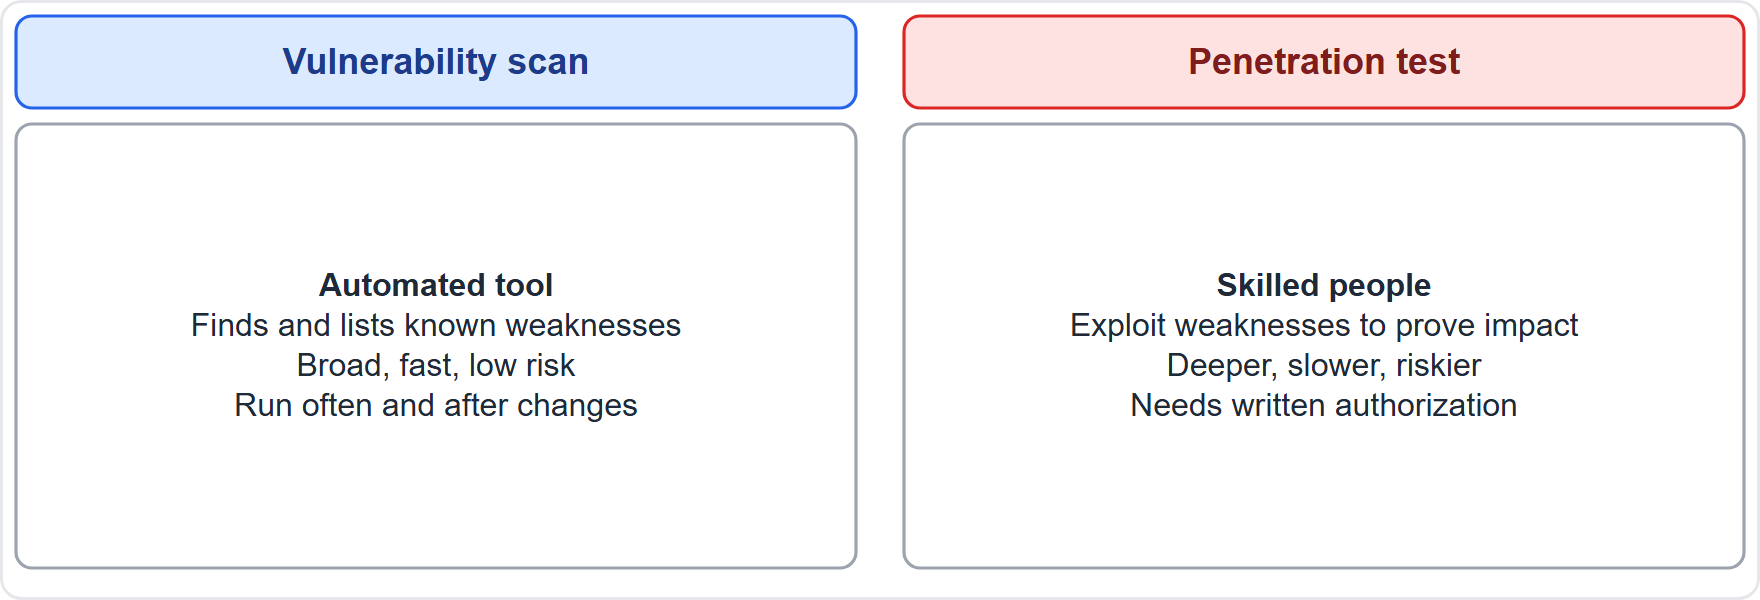 Vulnerability scan
Automated tool
Finds and lists known weaknesses
Broad, fast, low risk
Run often and after changes
Penetration test
Skilled people
Exploit weaknesses to prove impact
Deeper, slower, riskier
Needs written authorization